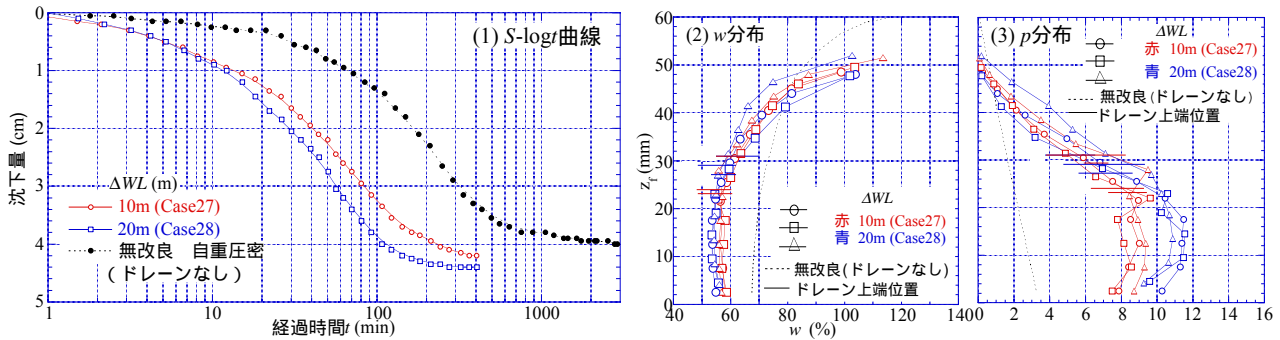 (1) S-logt曲線
沈下量 (cm)
0
1
2
3
4
5
ΔWL (m)
10m (Case27)
20m (Case28)
無改良 自重圧密
(ドレーンなし)
1
10
100
1000
経過時間t (min)
(2) w分布
z_f (mm)
60
50
40
30
20
10
0
ΔWL
赤 10m (Case27)
青 20m (Case28)
無改良(ドレーンなし)
ドレーン上端位置
40
60
80
100
120
140
w (%)
(3) p分布
ΔWL
赤 10m (Case27)
青 20m (Case28)
無改良(ドレーンなし)
ドレーン上端位置
0
2
4
6
8
10
12
14
16